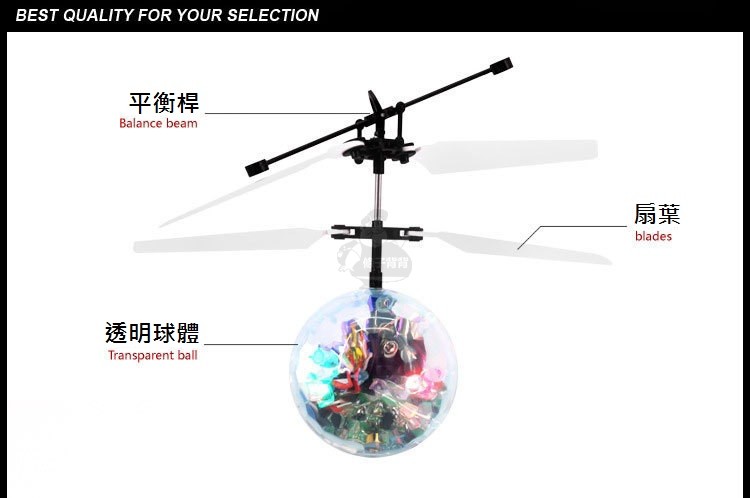 BEST QUALITY FOR YOUR SELECTION
平衡桿
Balance beam
扇葉
blades
透明球體
Transparent ball